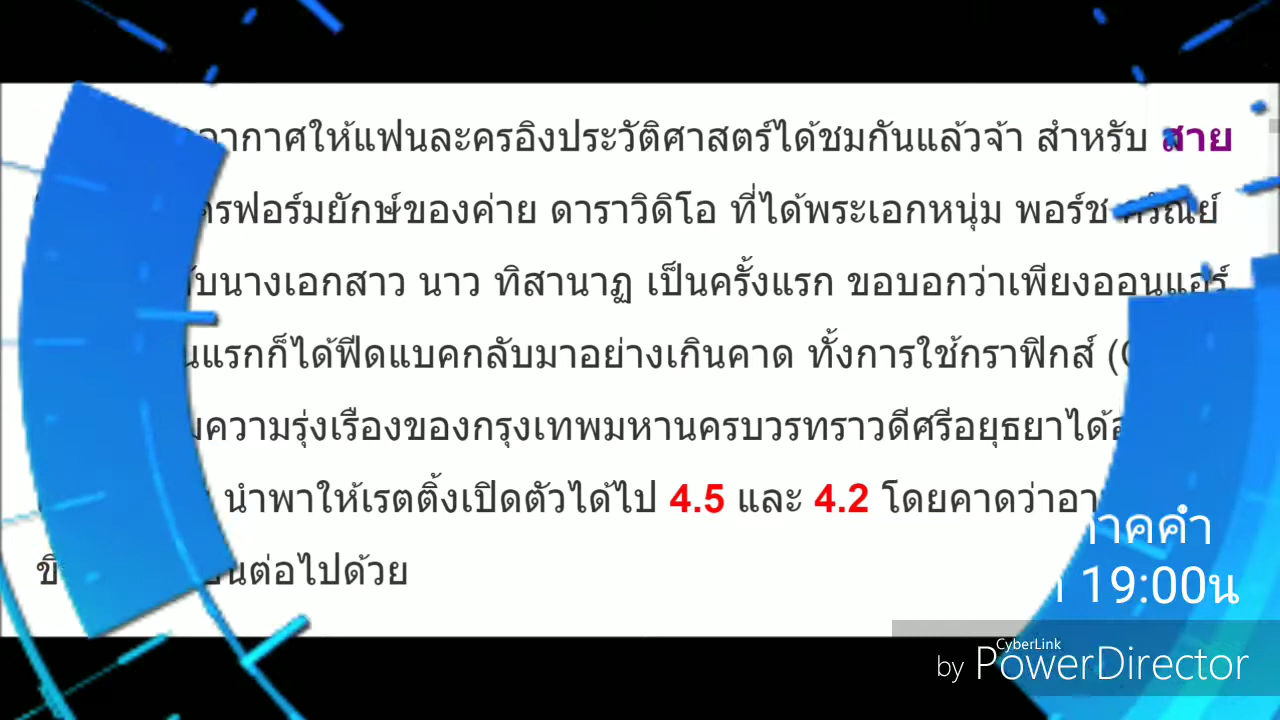 อากาศให้แฟนละครอิงประวัติศาสตร์ได้ชมกันแล้วจ้า สำหรับ สาย
ฟอร์มยักษ์ของค่าย ดาราวิดิโอ ที่ได้พระเอกหนุ่ม พอร์ช
นางเอกสาว นาว ทิสานาฏ เป็นครั้งแรก ขอบอกว่าเพียงออนแอร์
แรกก็ได้ฟีดแบคกลับมาอย่างเกินคาด ทั้งการใช้กราฟิกส์
ความรุ่งเรืองของกรุงเทพมหานครบวรทราวดีศรีอยุธยาได้
นำพาให้เรตติ้งเปิดตัวได้ไป 4.5 และ 4.2 โดยคาดว่า
ต่อไปด้วย
ภาคค่ำ
19:00น
CyberLink
by PowerDirector